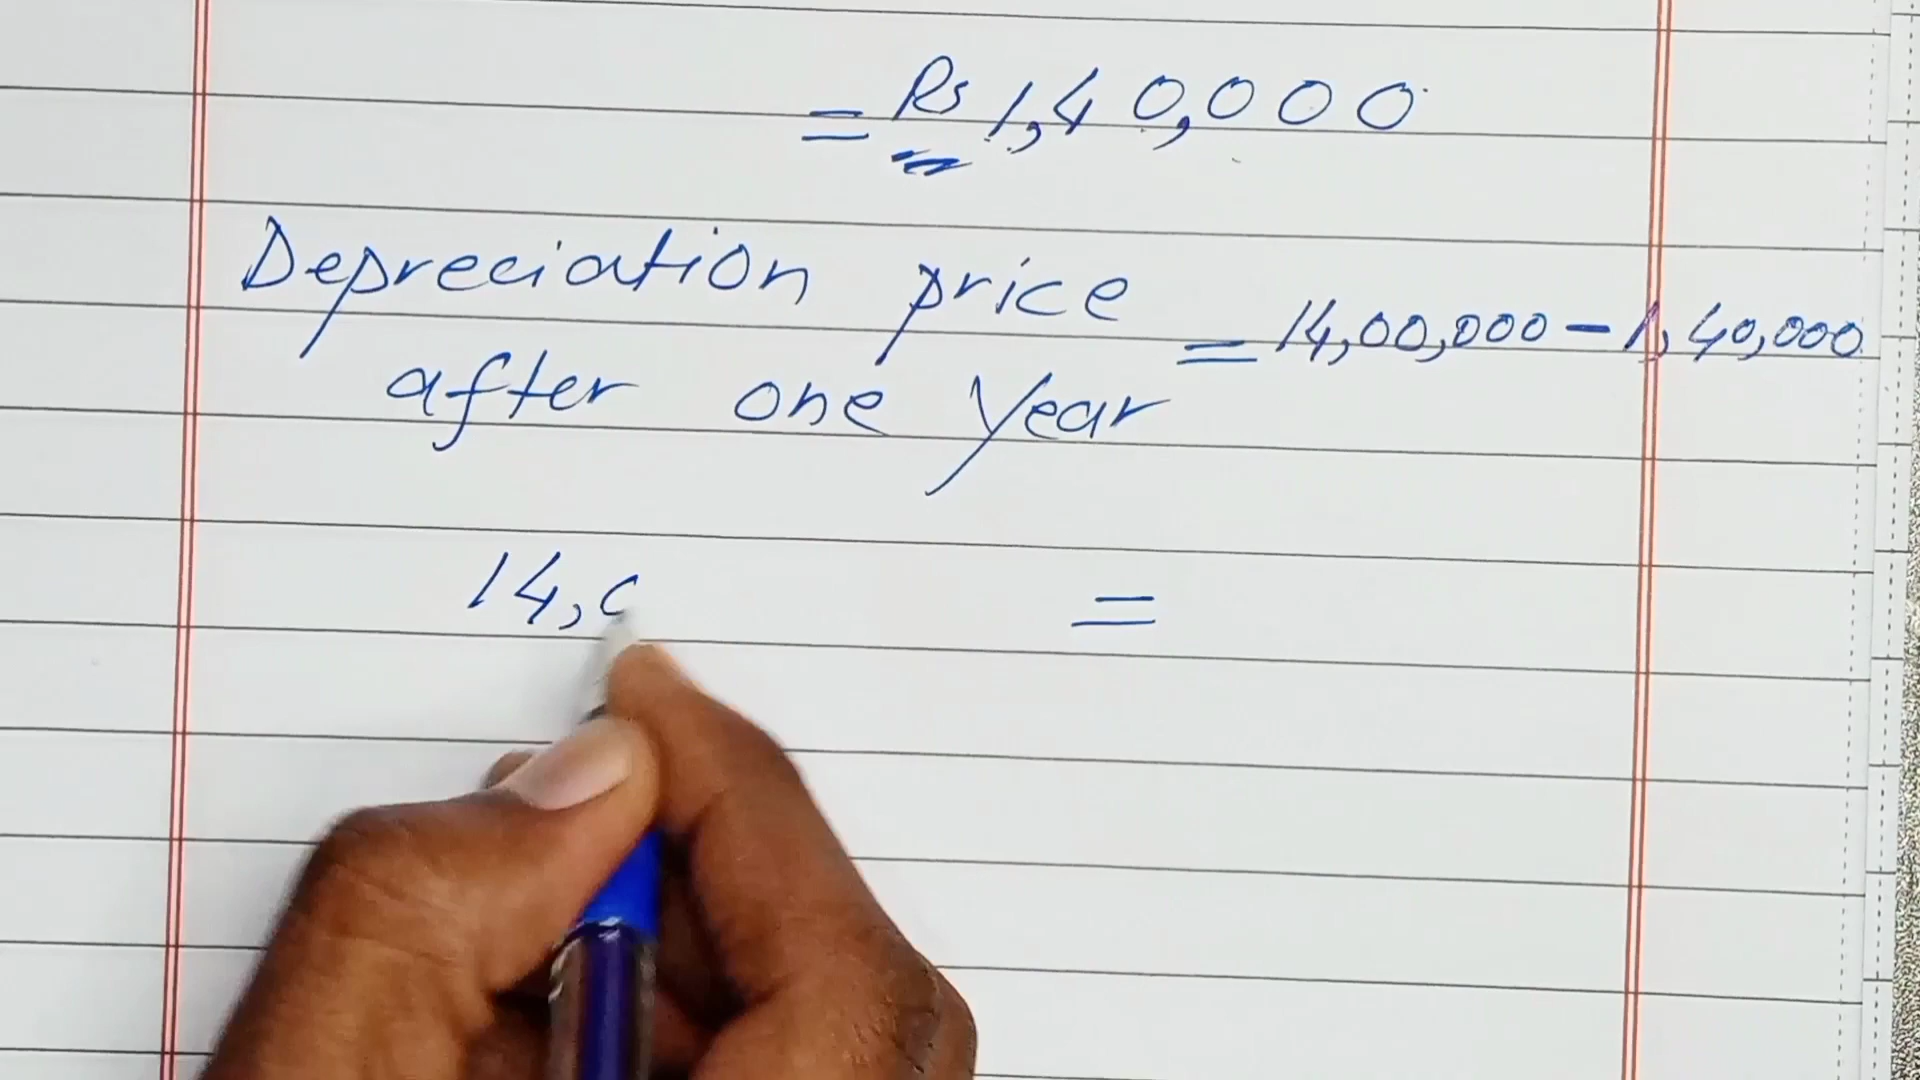 = Rs 1,40,000
Depreciation price
after one year = 14,00,000 - 1,40,000
14,0 =